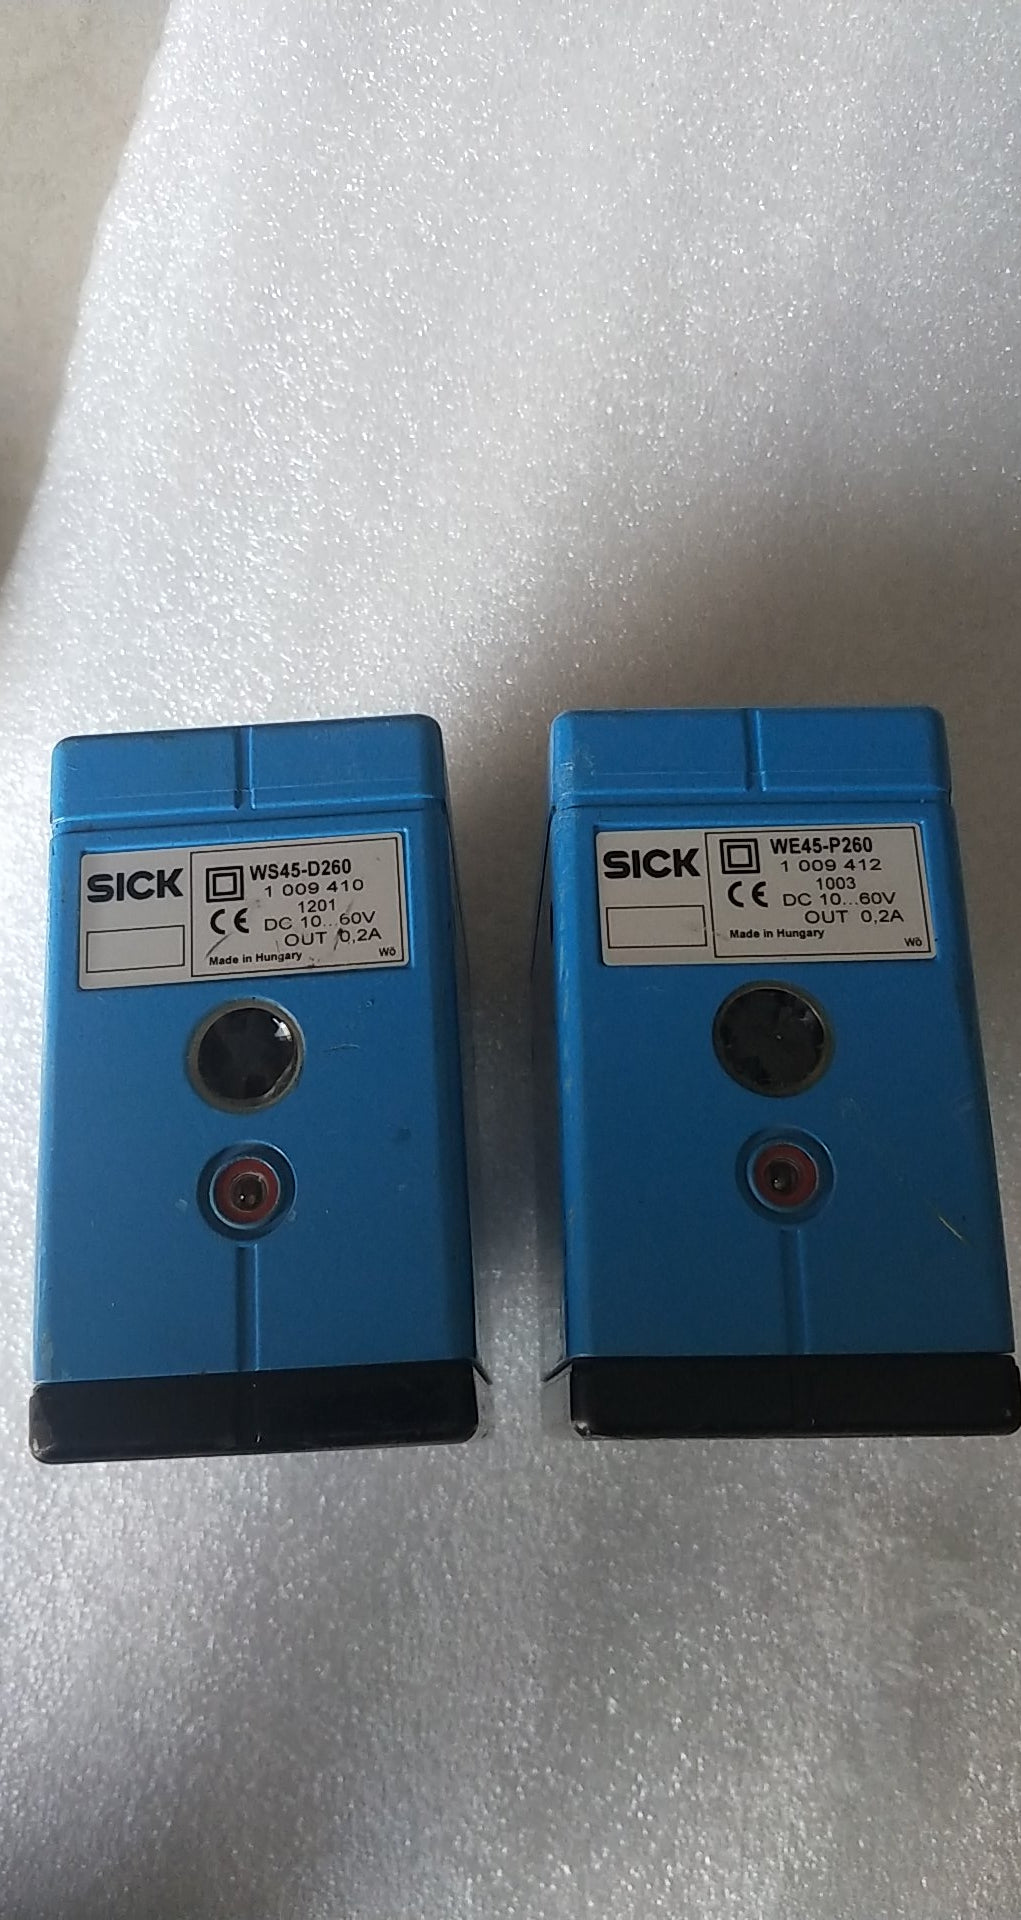 SICK
WS45-D260
1 009 410
1201
CE
DC 10...60V
OUT 0,2A
Made in Hungary
Wö
SICK
WE45-P260
1 009 412
1003
CE
DC 10...60V
OUT 0,2A
Made in Hungary
Wö